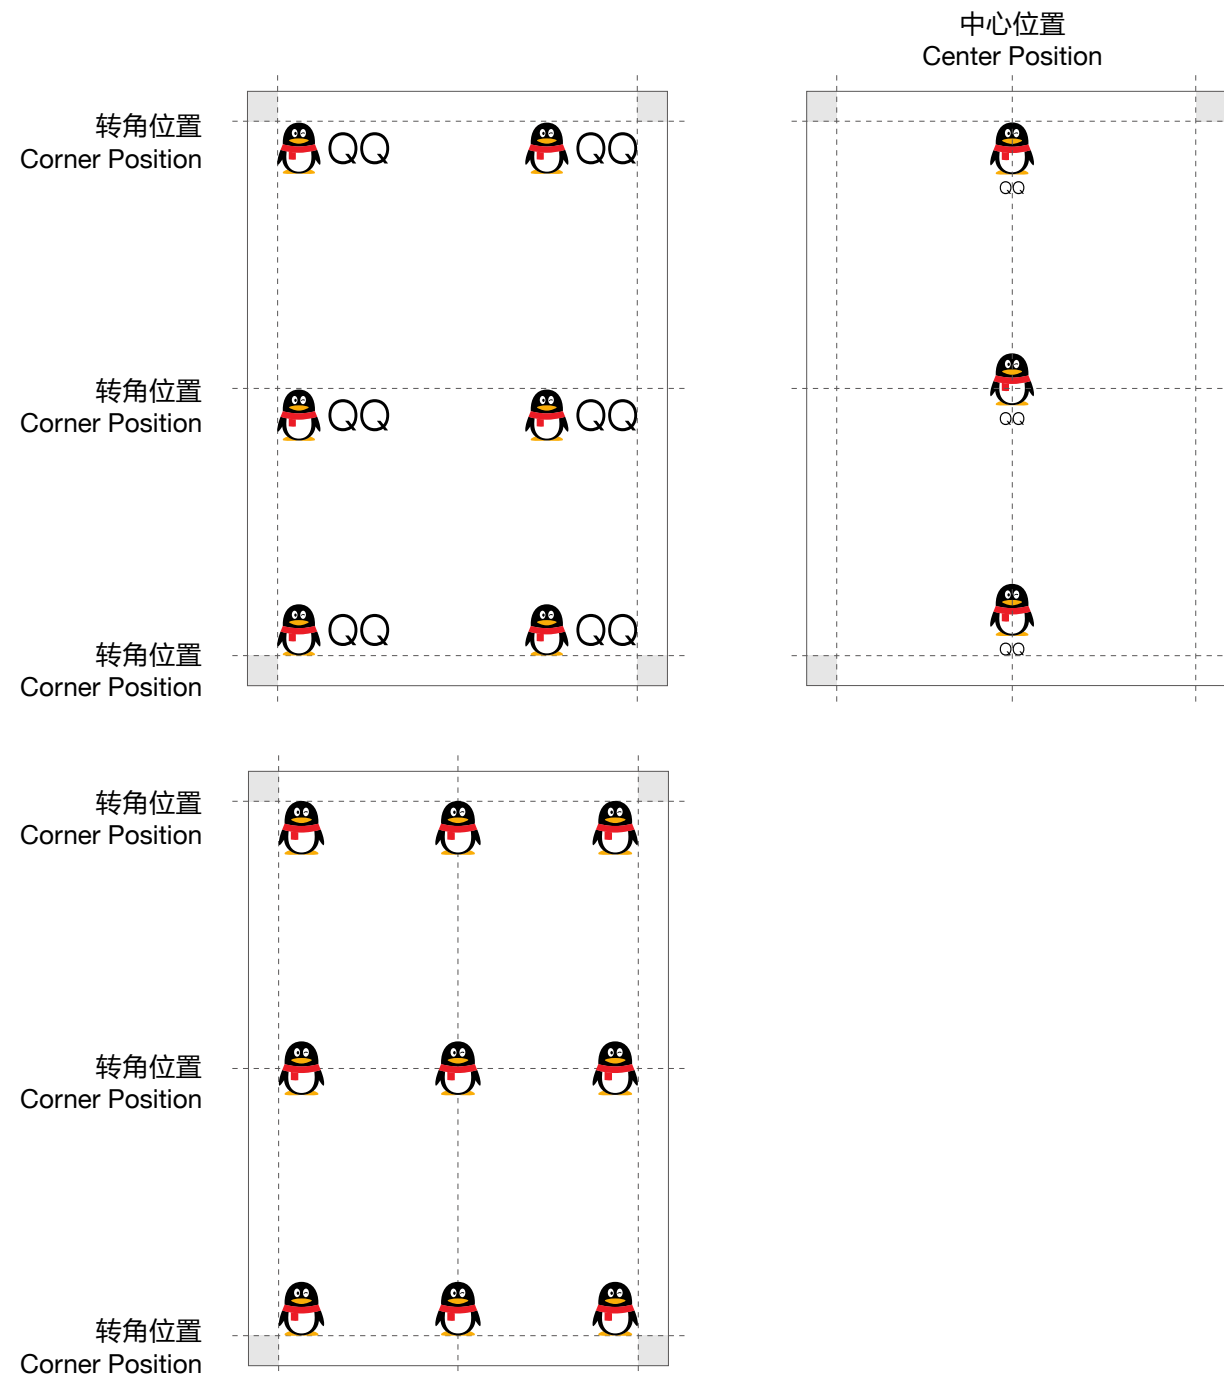 中心位置
Center Position
转角位置
Corner Position
QQ QQ
QQ
转角位置
Corner Position
QQ QQ
QQ
QQ QQ
QQ
转角位置
Corner Position
转角位置
Corner Position
转角位置
Corner Position
转角位置
Corner Position